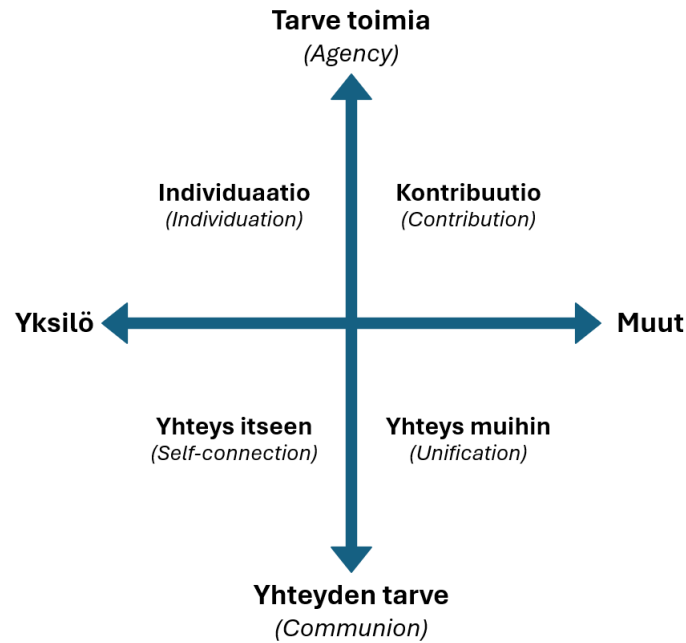 Tarve toimia
(Agency)
Individuaatio
(Individuation)
Kontribuutio
(Contribution)
Yksilö
Muut
Yhteys itseen
(Self-connection)
Yhteys muihin
(Unification)
Yhteyden tarve
(Communion)